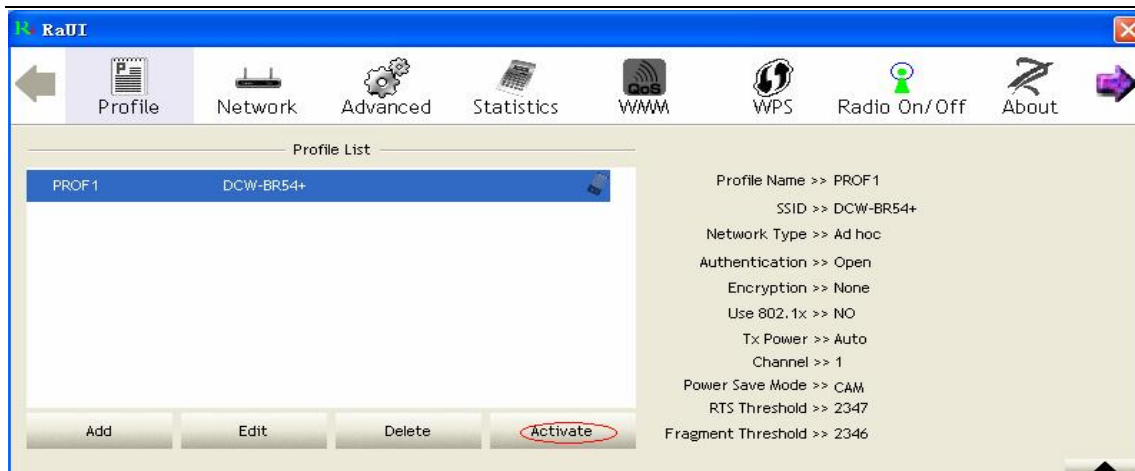 RaUI
Profile Network Advanced Statistics QoS WMM WPS Radio On/Off About
Profile List
PROF1 DCW-BR54+
Profile Name >> PROF1
SSID >> DCW-BR54+
Network Type >> Ad hoc
Authentication >> Open
Encryption >> None
Use 802.1x >> NO
Tx Power >> Auto
Channel >> 1
Power Save Mode >> CAM
RTS Threshold >> 2347
Fragment Threshold >> 2346
Add Edit Delete Activate